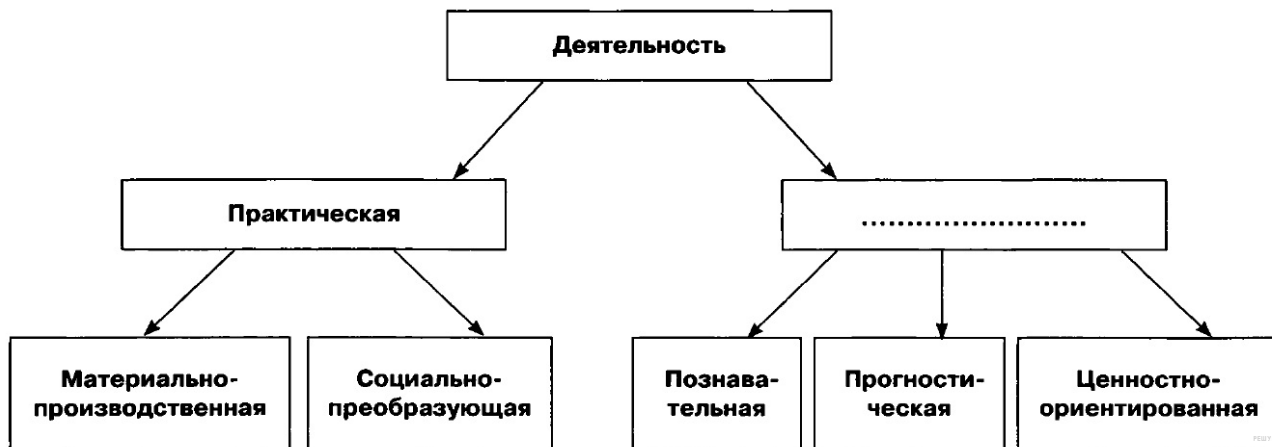 Деятельность
Практическая
..........................
Материально-
производственная
Социально-
преобразующая
Познава-
тельная
Прогности-
ческая
Ценностно-
ориентированная